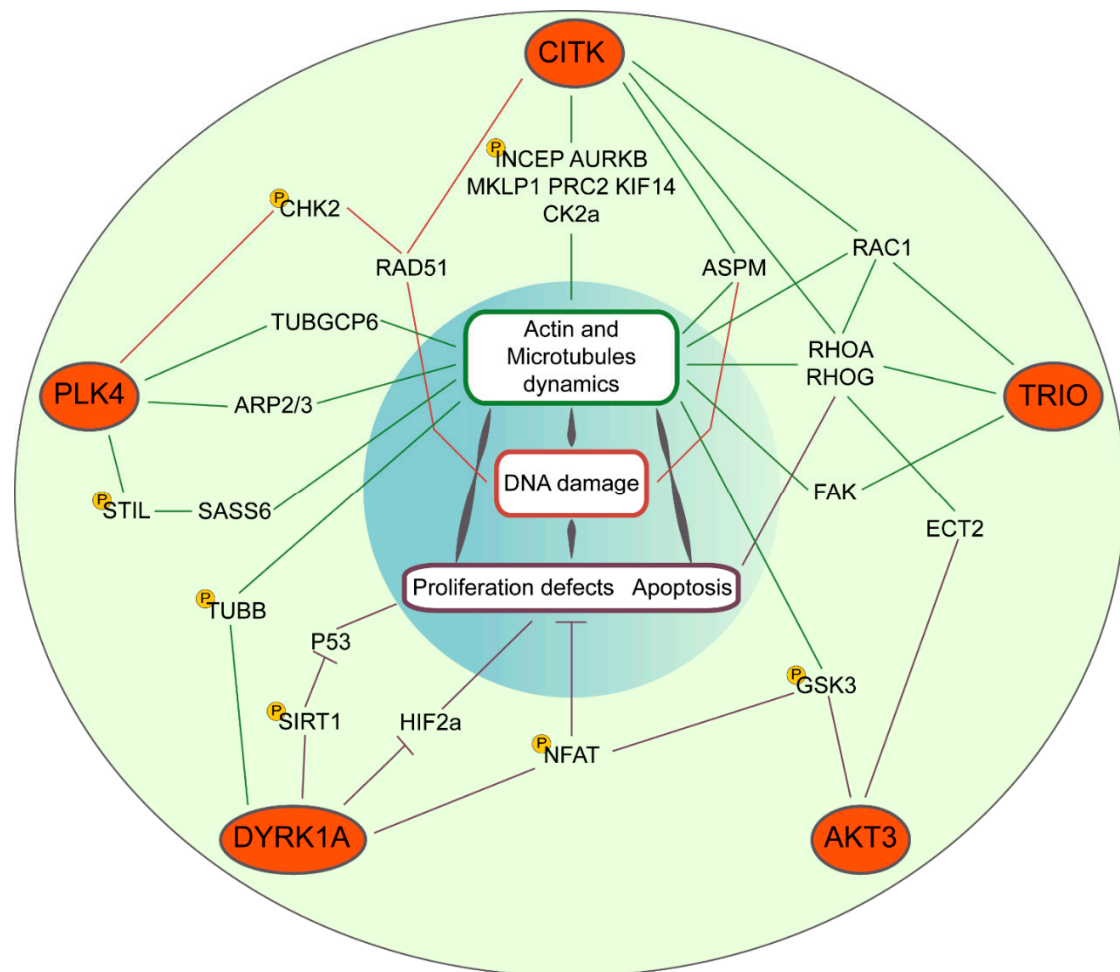 CITK
P
INCEP AURKB
MKLP1 PRC2 KIF14
CK2a
P
CHK2
RAD51
ASPM
RAC1
TUBGCP6
Actin and
Microtubules
dynamics
RHOA
RHOG
PLK4
ARP2/3
TRIO
DNA damage
FAK
P
STIL
SASS6
ECT2
Proliferation defects Apoptosis
P
TUBB
P53
P
GSK3
P
SIRT1
HIF2a
P
NFAT
DYRK1A
AKT3